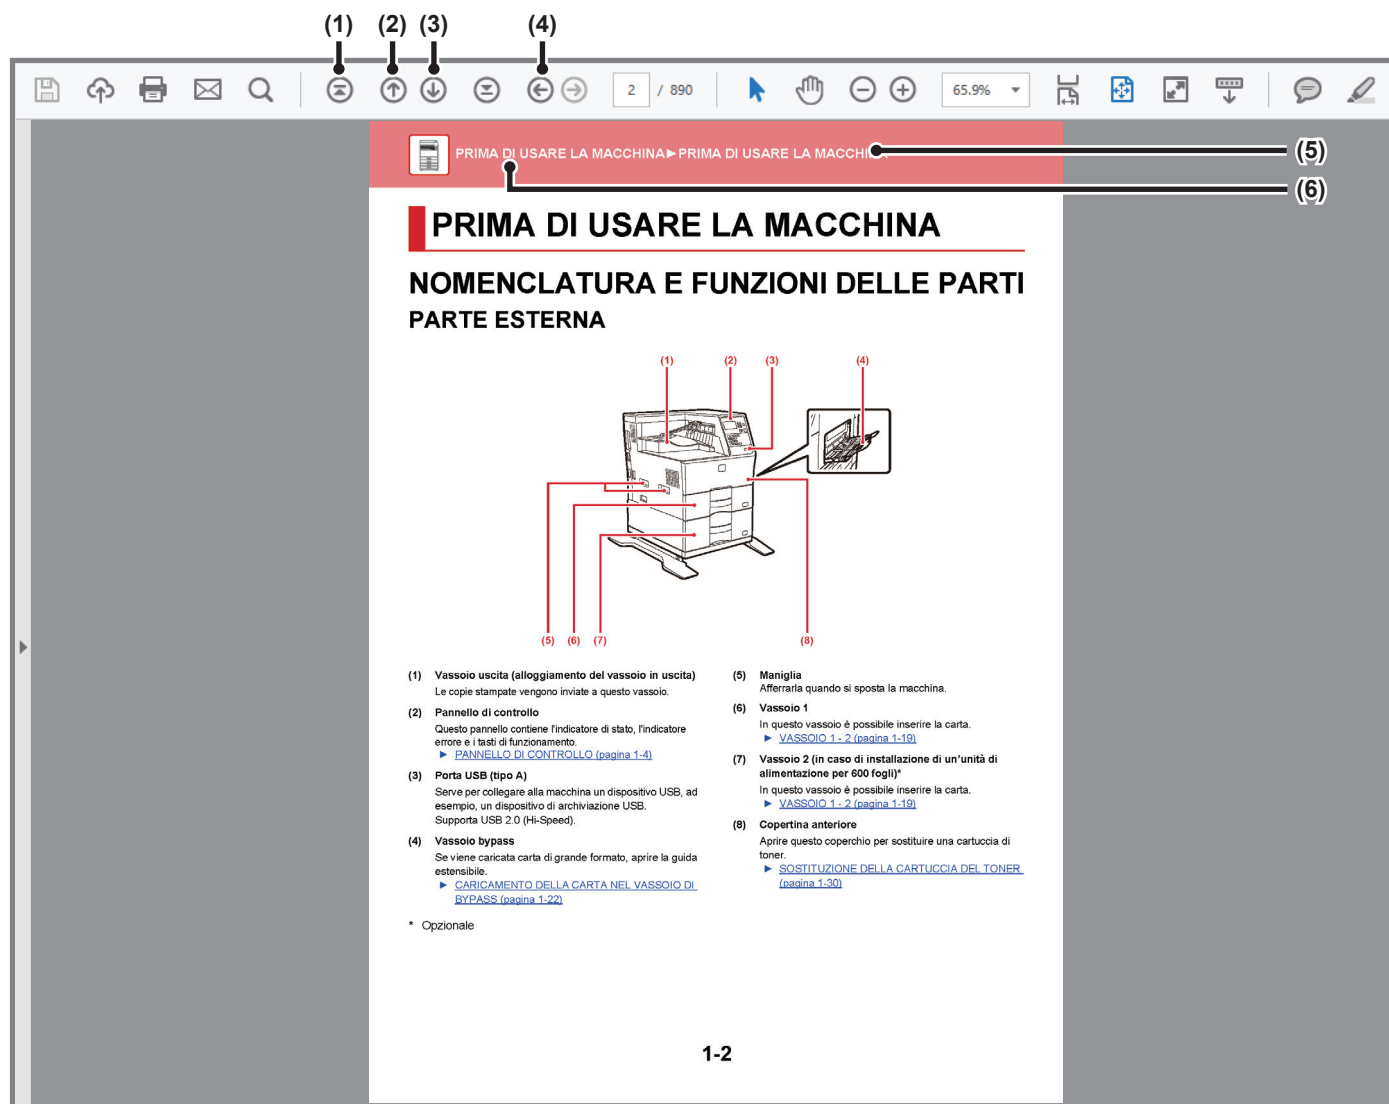 (1) (2) (3) (4)
2 / 890 65.9%
PRIMA DI USARE LA MACCHINA►PRIMA DI USARE LA MACCHINA
(5)
(6)
PRIMA DI USARE LA MACCHINA
NOMENCLATURA E FUNZIONI DELLE PARTI
PARTE ESTERNA
(1) (2) (3) (4)
(5) (6) (7) (8)
(1) Vassoio uscita (alloggiamento del vassoio in uscita)
Le copie stampate vengono inviate a questo vassoio.
(2) Pannello di controllo
Questo pannello contiene l'indicatore di stato, l'indicatore
errore e i tasti di funzionamento.
► PANNELLO DI CONTROLLO (pagina 1-4)
(3) Porta USB (tipo A)
Serve per collegare alla macchina un dispositivo USB, ad
esempio, un dispositivo di archiviazione USB.
Supporta USB 2.0 (Hi-Speed).
(4) Vassoio bypass
Se viene caricata carta di grande formato, aprire la guida
estensibile.
► CARICAMENTO DELLA CARTA NEL VASSOIO DI
BYPASS (pagina 1-22)
* Opzionale
(5) Maniglia
Afferrarla quando si sposta la macchina.
(6) Vassoio 1
In questo vassoio è possibile inserire la carta.
► VASSOIO 1 - 2 (pagina 1-19)
(7) Vassoio 2 (in caso di installazione di un'unità di
alimentazione per 600 fogli)*
In questo vassoio è possibile inserire la carta.
► VASSOIO 1 - 2 (pagina 1-19)
(8) Copertina anteriore
Aprire questo coperchio per sostituire una cartuccia di
toner.
► SOSTITUZIONE DELLA CARTUCCIA DEL TONER
(pagina 1-30)
1-2